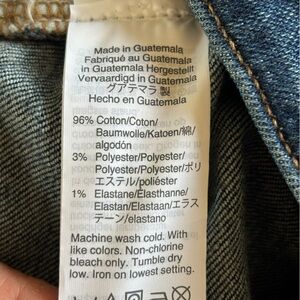 Made in Guatemala
Fabriqué au Guatemala
in Guatemala Hergestellt
Vervaardigd in Guatemala
グアテマラ 製
Hecho en Guatemala
96% Cotton/Coton/
Baumwolle/Katoen/綿/
algodón
3% Polyester/Polyester/
Polyester/Polyester/ポリ
エステル/poliéster
1% Elastane/Élasthanne/
Elastan/Elastaan/エラス
テーン/elastano
Machine wash cold. With
like colors. Non-chlorine
bleach only. Tumble dry
low. Iron on lowest setting.